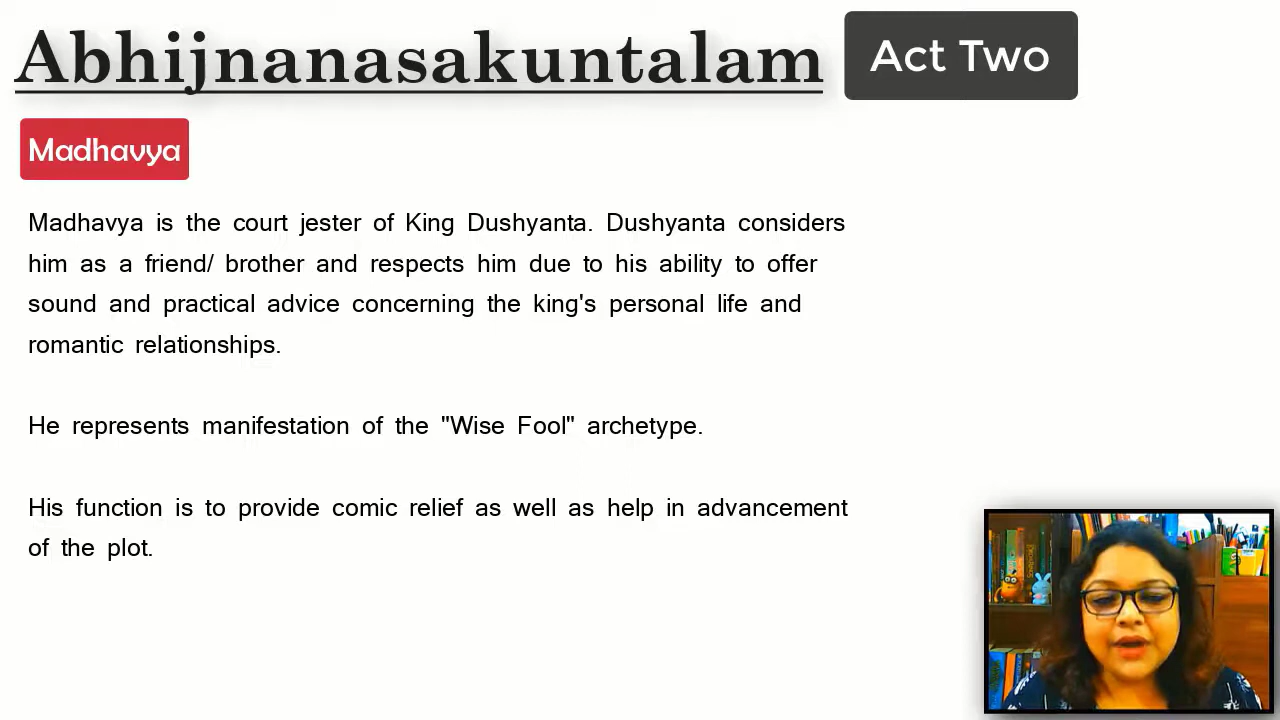 Abhijnanasakuntalam
Act Two
Madhavya
Madhavya is the court jester of King Dushyanta. Dushyanta considers
him as a friend/ brother and respects him due to his ability to offer
sound and practical advice concerning the king's personal life and
romantic relationships.
He represents manifestation of the "Wise Fool" archetype.
His function is to provide comic relief as well as help in advancement
of the plot.